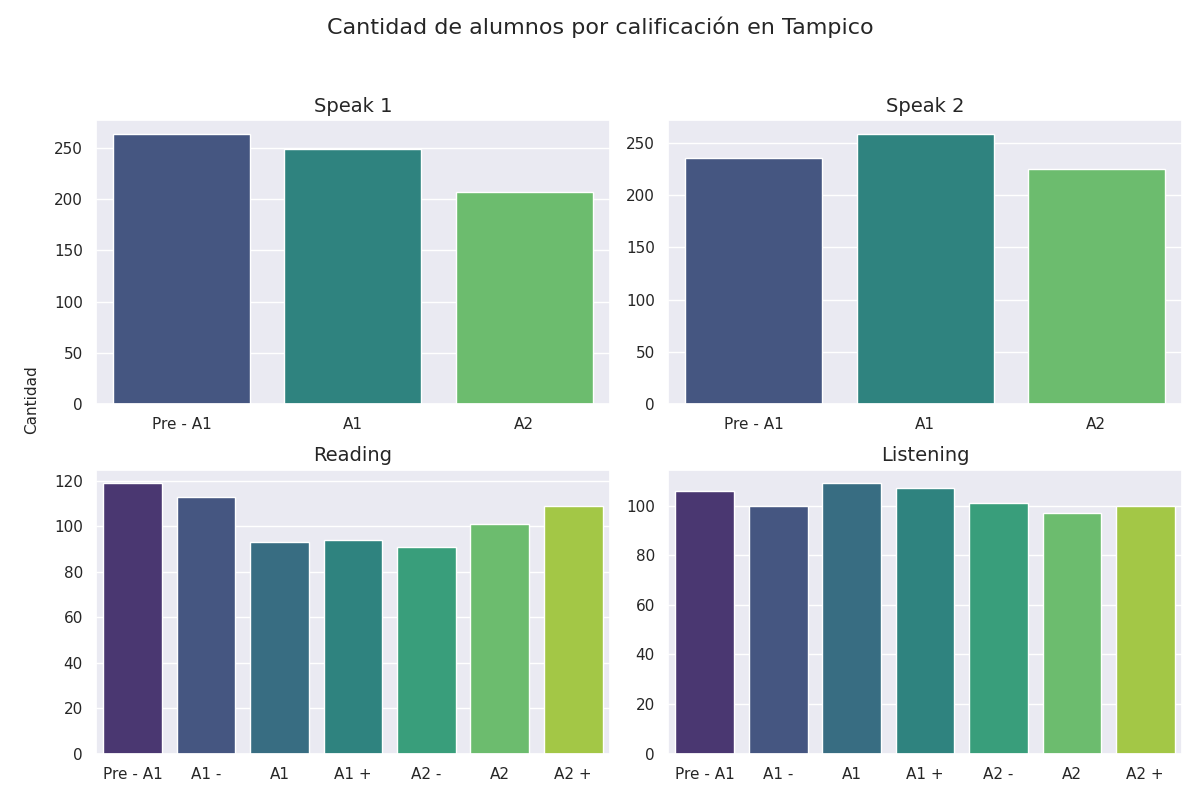 Cantidad de alumnos por calificación en Tampico
Speak 1
250
200
150
100
50
0
Pre - A1 A1 A2
Speak 2
250
200
150
100
50
0
Pre - A1 A1 A2
Cantidad
Reading
120
100
80
60
40
20
0
Pre - A1 A1 - A1 A1 + A2 - A2 A2 +
Listening
100
80
60
40
20
0
Pre - A1 A1 - A1 A1 + A2 - A2 A2 +